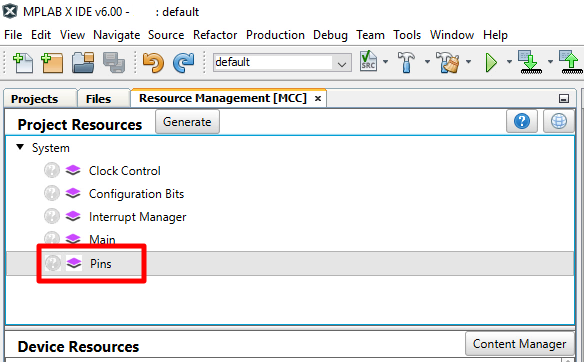 MPLAB X IDE v6.00 - : default
File Edit View Navigate Source Refactor Production Debug Team Tools Window Help
default
SRC
Projects Files Resource Management [MCC] ×
Project Resources Generate ?
System
? Clock Control
? Configuration Bits
? Interrupt Manager
? Main
? Pins
Device Resources Content Manager